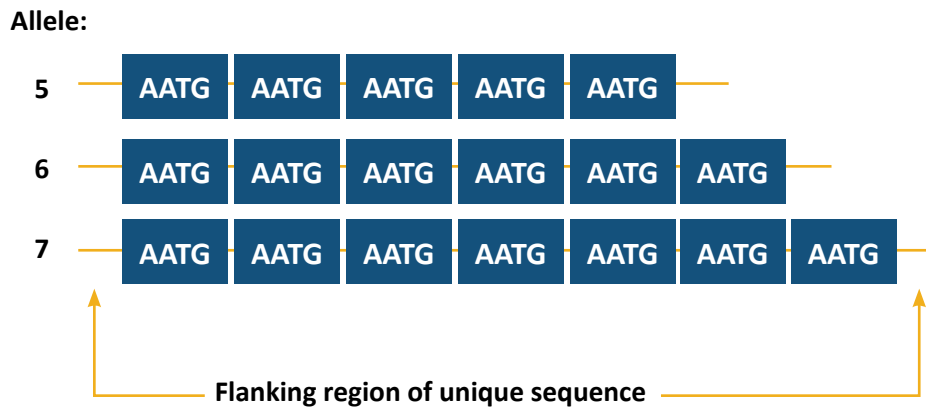 Allele:
5 AATG AATG AATG AATG AATG
6 AATG AATG AATG AATG AATG AATG
7 AATG AATG AATG AATG AATG AATG AATG
Flanking region of unique sequence